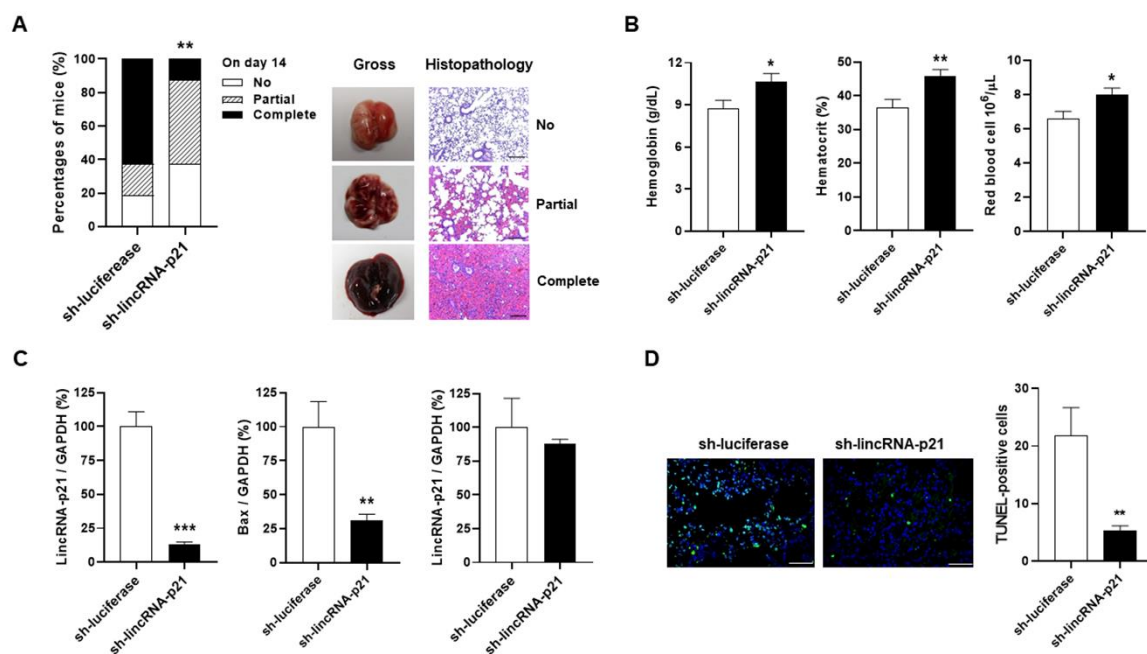 A
Percentages of mice (%)
100
80
60
40
20
0
**
sh-luciferease
sh-lincRNA-p21
On day 14
No
Partial
Complete
Gross
Histopathology
No
Partial
Complete
B
Hemoglobin (g/dL)
12
9
6
3
0
*
sh-luciferase
sh-lincRNA-p21
Hematocrit (%)
50
40
30
20
10
0
**
sh-luciferase
sh-lincRNA-p21
Red blood cell 10⁶/μL
10
8
6
4
2
0
*
sh-luciferase
sh-lincRNA-p21
C
LincRNA-p21 / GAPDH (%)
125
100
75
50
25
0
***
sh-luciferase
sh-lincRNA-p21
Bax / GAPDH (%)
125
100
75
50
25
0
**
sh-luciferase
sh-lincRNA-p21
LincRNA-p21 / GAPDH (%)
125
100
75
50
25
0
sh-luciferase
sh-lincRNA-p21
D
sh-luciferase
sh-lincRNA-p21
TUNEL-positive cells
30
20
10
0
**
sh-luciferase
sh-lincRNA-p21